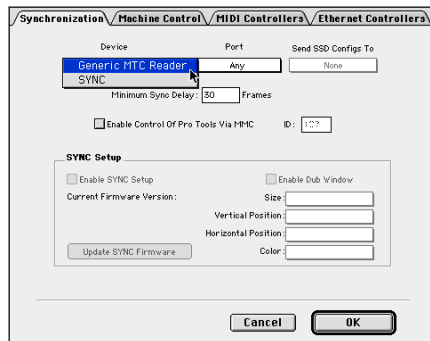 Synchronization Machine Control MIDI Controllers Ethernet Controllers
Device Port Send SSD Configs To
Generic MTC Reader Any None
SYNC
Minimum Sync Delay: 30 Frames
Enable Control Of Pro Tools Via MMC ID:
SYNC Setup
Enable SYNC Setup Enable Dub Window
Current Firmware Version: Size:
Vertical Position:
Horizontal Position:
Update SYNC Firmware Color:
Cancel OK